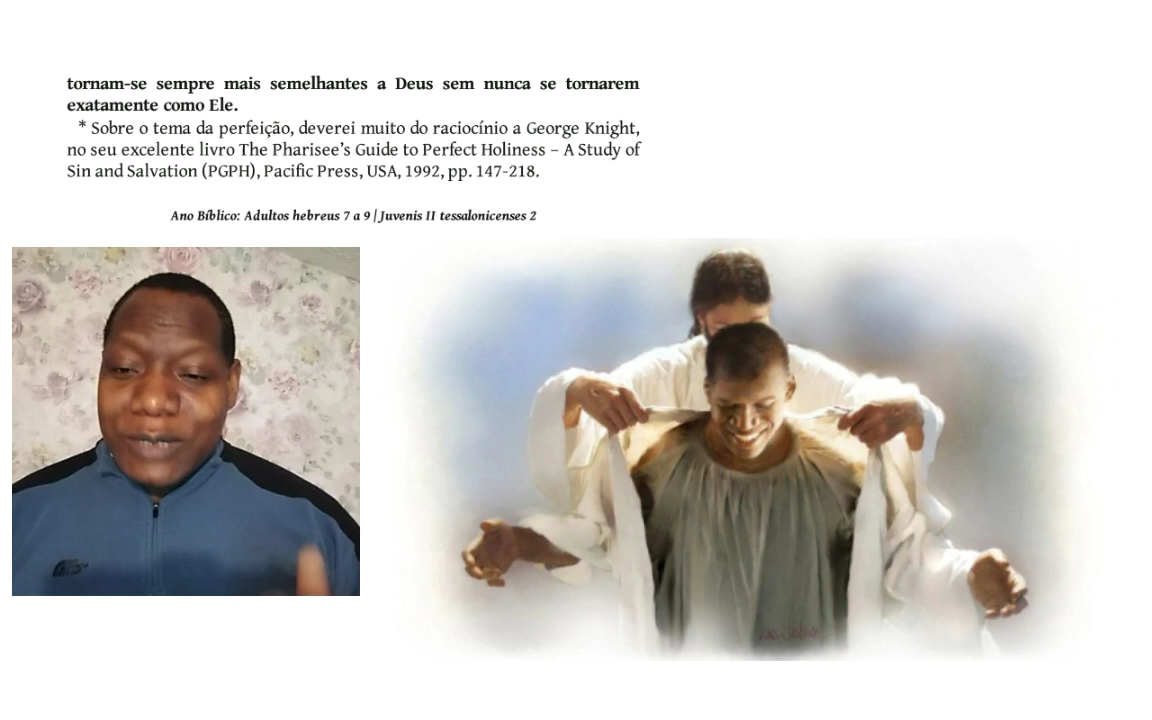 tornam-se sempre mais semelhantes a Deus sem nunca se tornarem
exatamente como Ele.
* Sobre o tema da perfeição, deverei muito do raciocínio a George Knight,
no seu excelente livro The Pharisee’s Guide to Perfect Holiness – A Study of
Sin and Salvation (PGPH), Pacific Press, USA, 1992, pp. 147-218.
Ano Bíblico: Adultos hebreus 7 a 9 | Juvenis II tessalonicenses 2